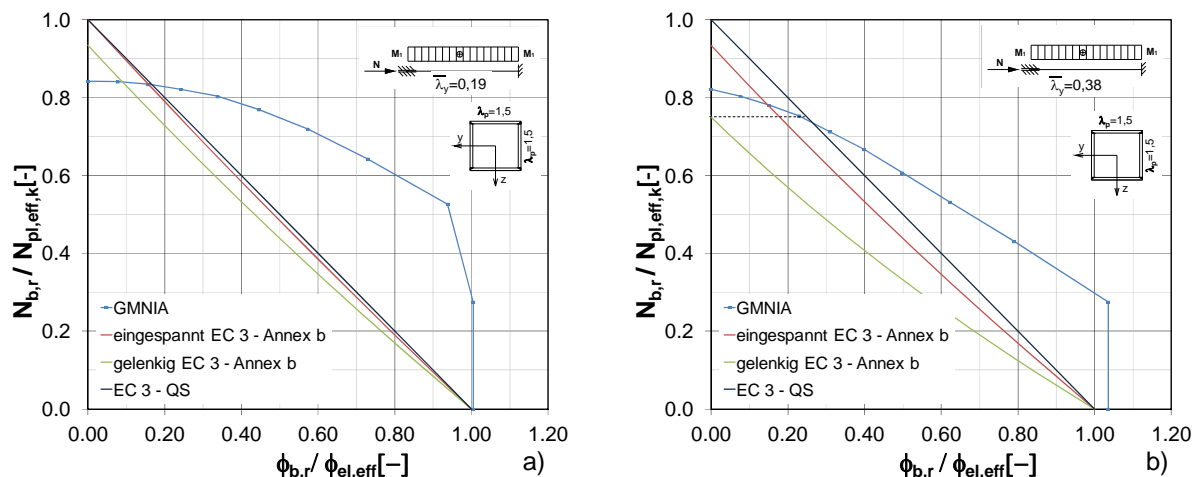 1.0
0.8
0.6
0.4
0.2
0.0
N_b,r / N_pl,eff,k [-]
M₁ M₁
N
λ̅_y=0,19
λ_p=1,5
λ_p=1,5
y
z
GMNIA
eingespannt EC 3 - Annex b
gelenkig EC 3 - Annex b
EC 3 - QS
0.00 0.20 0.40 0.60 0.80 1.00 1.20
ϕ_b,r / ϕ_el,eff [–]
a)
1.0
0.8
0.6
0.4
0.2
0.0
N_b,r / N_pl,eff,k [-]
M₁ M₁
N
λ̅_y=0,38
λ_p=1,5
λ_p=1,5
y
z
GMNIA
eingespannt EC 3 - Annex b
gelenkig EC 3 - Annex b
EC 3 - QS
0.00 0.20 0.40 0.60 0.80 1.00 1.20
ϕ_b,r / ϕ_el,eff [–]
b)